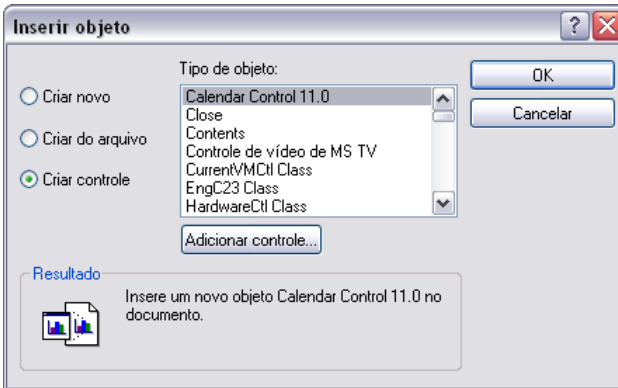 Inserir objeto
Tipo de objeto:
Criar novo
Criar do arquivo
Criar controle
Calendar Control 11.0
Close
Contents
Controle de vídeo de MS TV
CurrentVMCtl Class
EngC23 Class
HardwareCtl Class
OK
Cancelar
Adicionar controle...
Resultado
Insere um novo objeto Calendar Control 11.0 no
documento.